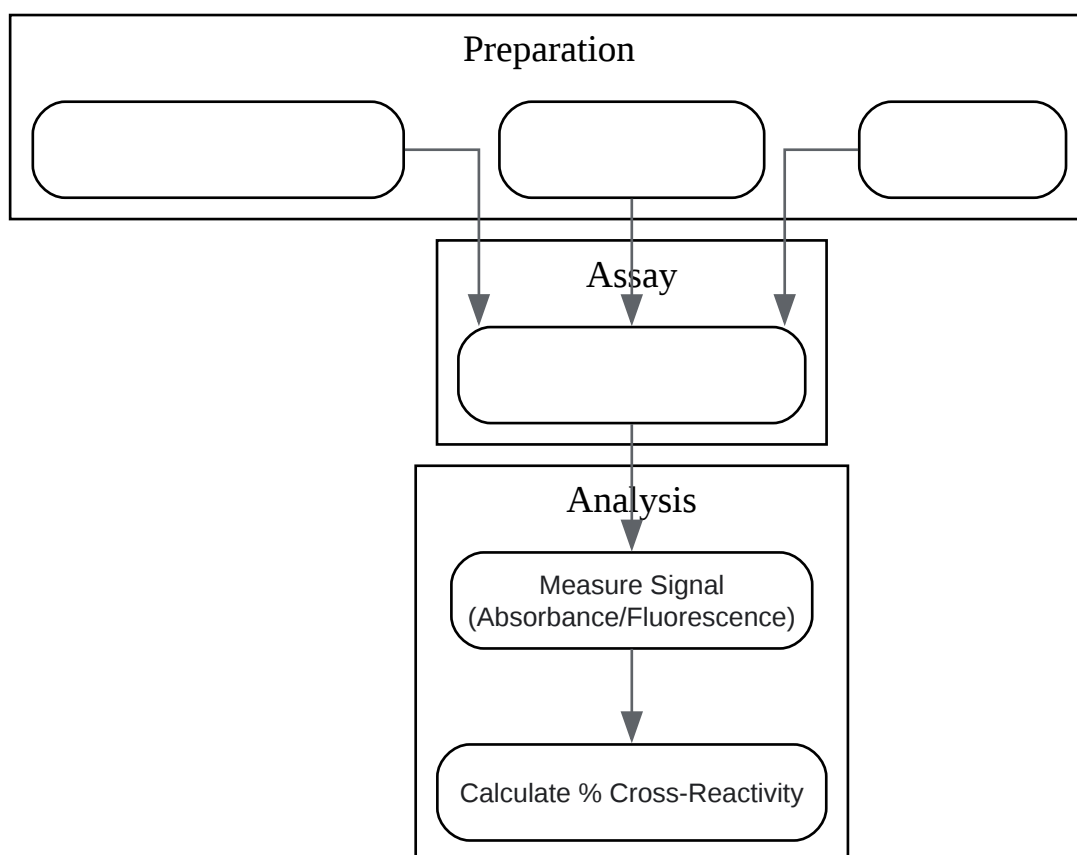 Preparation
Assay
Analysis
Measure Signal
(Absorbance/Fluorescence)
Calculate % Cross-Reactivity